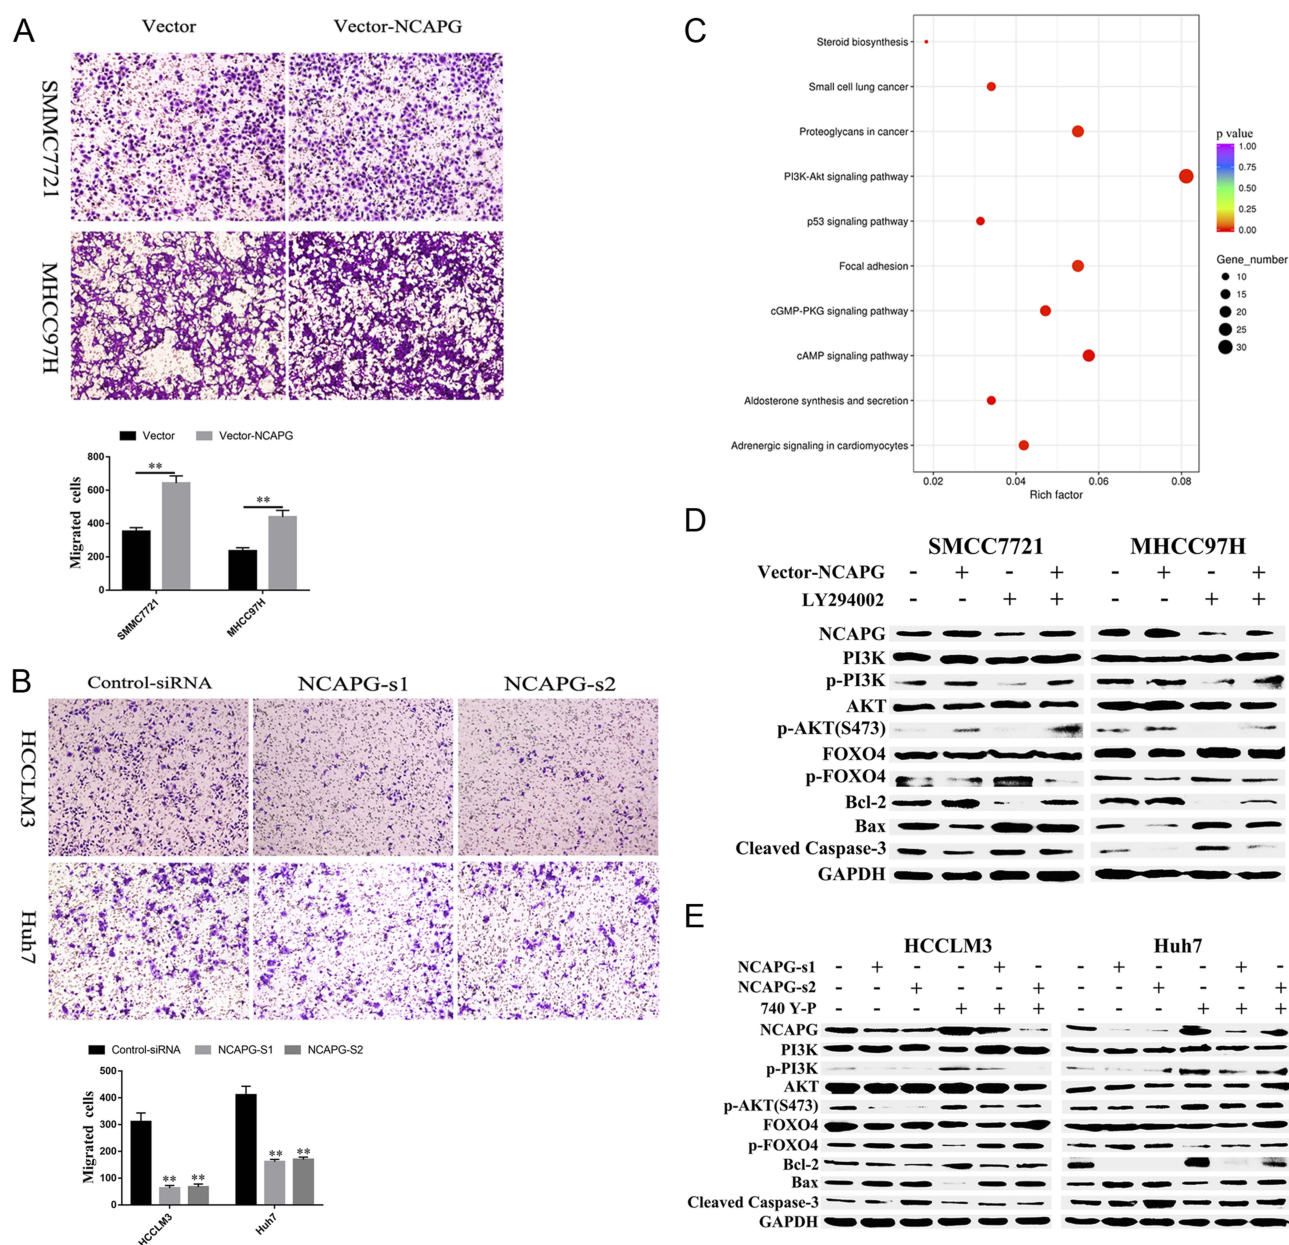 A
Vector
Vector-NCAPG
SMMC7721
MHCC97H
Vector
Vector-NCAPG
Migrated cells
800
600
400
200
0
**
**
SMMC7721
MHCC97H
B
Control-siRNA
NCAPG-s1
NCAPG-s2
HCCLM3
Huh7
Control-siRNA
NCAPG-S1
NCAPG-S2
Migrated cells
500
400
300
200
100
0
** **
** **
HCCLM3
Huh7
C
Steroid biosynthesis
Small cell lung cancer
Proteoglycans in cancer
PI3K-Akt signaling pathway
p53 signaling pathway
Focal adhesion
cGMP-PKG signaling pathway
cAMP signaling pathway
Aldosterone synthesis and secretion
Adrenergic signaling in cardiomyocytes
0.02 0.04 0.06 0.08
Rich factor
p value
1.00
0.75
0.50
0.25
0.00
Gene_number
10
15
20
25
30
D
SMCC7721 MHCC97H
Vector-NCAPG - + - + - + - +
LY294002 - - + + - - + +
NCAPG
PI3K
p-PI3K
AKT
p-AKT(S473)
FOXO4
p-FOXO4
Bcl-2
Bax
Cleaved Caspase-3
GAPDH
E
HCCLM3 Huh7
NCAPG-s1 - + - - + - - + - - + -
NCAPG-s2 - - + - - + - - + - - +
740 Y-P - - - + + + - - - + + +
NCAPG
PI3K
p-PI3K
AKT
p-AKT(S473)
FOXO4
p-FOXO4
Bcl-2
Bax
Cleaved Caspase-3
GAPDH